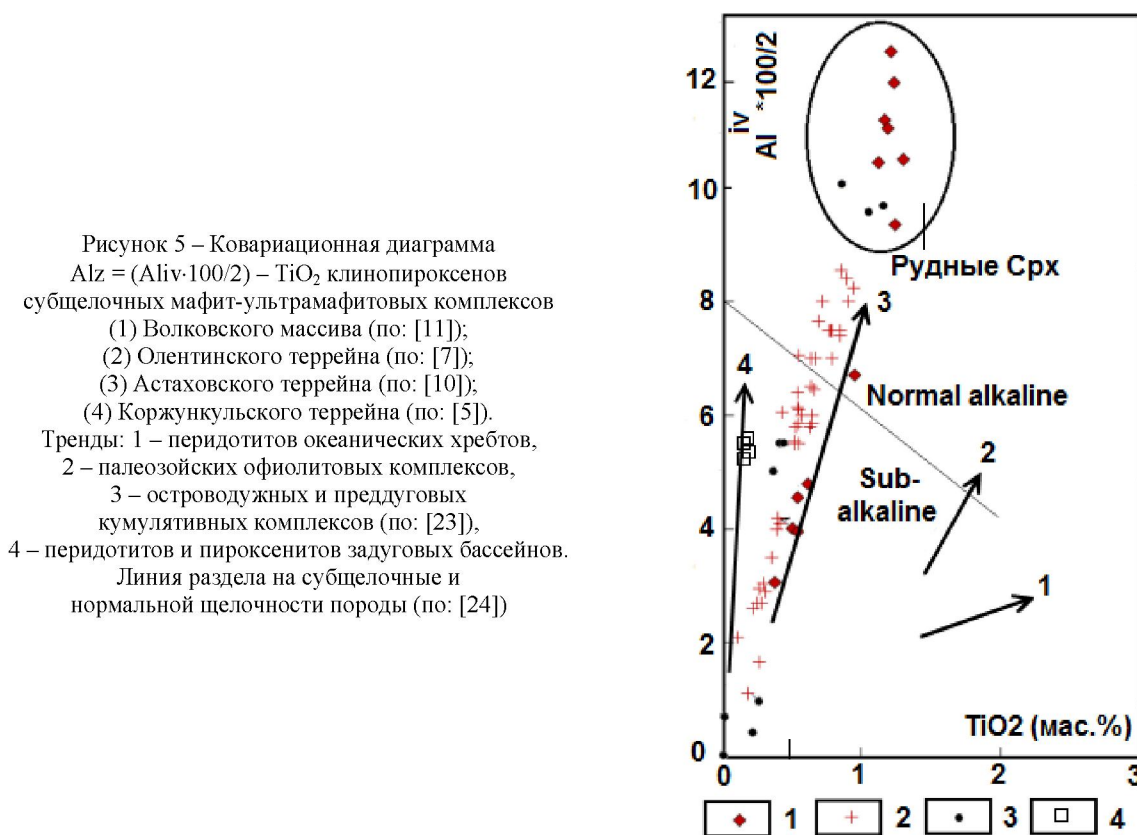 Рисунок 5 – Ковариационная диаграмма
Alz = (Aliv·100/2) – TiO₂ клинопироксенов
субщелочных мафит-ультрамафитовых комплексов
(1) Волковского массива (по: [11]);
(2) Олентинского террейна (по: [7]);
(3) Астаховского террейна (по: [10]);
(4) Коржункульского террейна (по: [5]).
Тренды: 1 – перидотитов океанических хребтов,
2 – палеозойских офиолитовых комплексов,
3 – островодужных и преддуговых
кумулятивных комплексов (по: [23]),
4 – перидотитов и пироксенитов задуговых бассейнов.
Линия раздела на субщелочные и
нормальной щелочности породы (по: [24])
Al iv *100/2
12
10
8
6
4
2
0
Рудные Срх
3
4
Normal alkaline
Sub-
alkaline
2
1
TiO2 (мас.%)
0 1 2 3
1 2 3 4